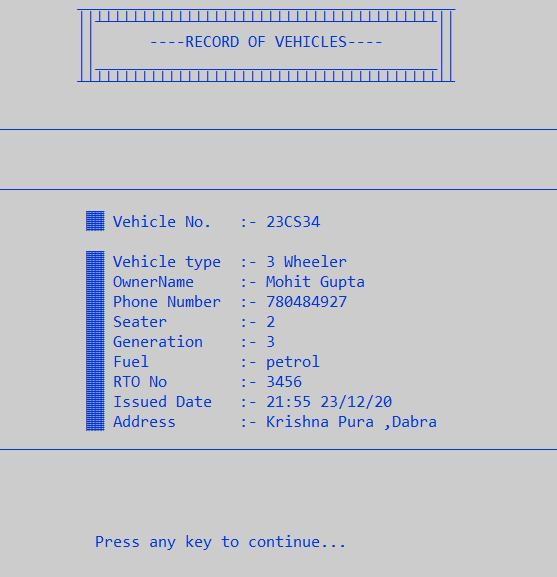 ----RECORD OF VEHICLES----
Vehicle No. :- 23CS34
Vehicle type :- 3 Wheeler
OwnerName :- Mohit Gupta
Phone Number :- 780484927
Seater :- 2
Generation :- 3
Fuel :- petrol
RTO No :- 3456
Issued Date :- 21:55 23/12/20
Address :- Krishna Pura ,Dabra
Press any key to continue...